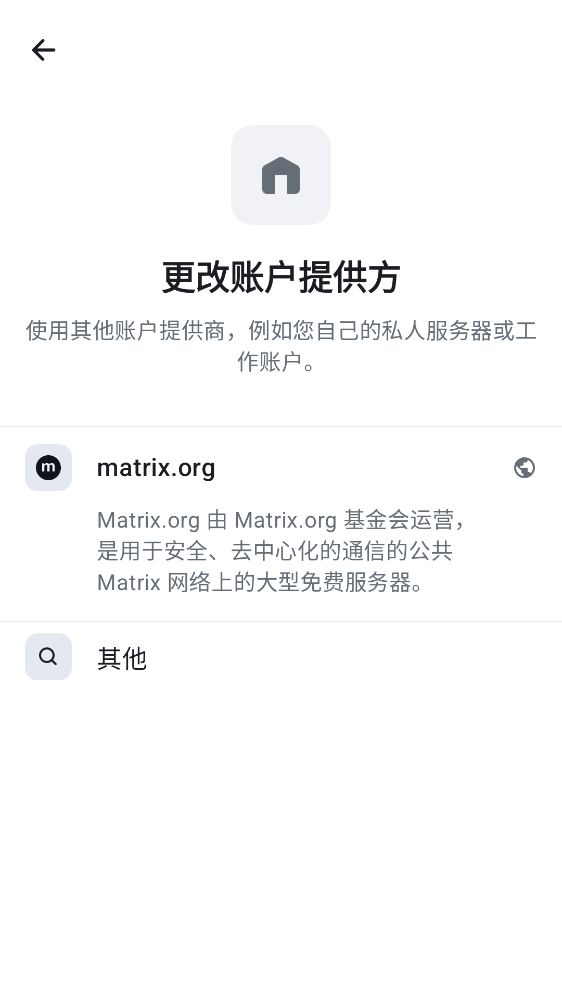 更改账户提供方
使用其他账户提供商，例如您自己的私人服务器或工
作账户。
m
matrix.org
Matrix.org 由 Matrix.org 基金会运营，
是用于安全、去中心化的通信的公共
Matrix 网络上的大型免费服务器。
其他